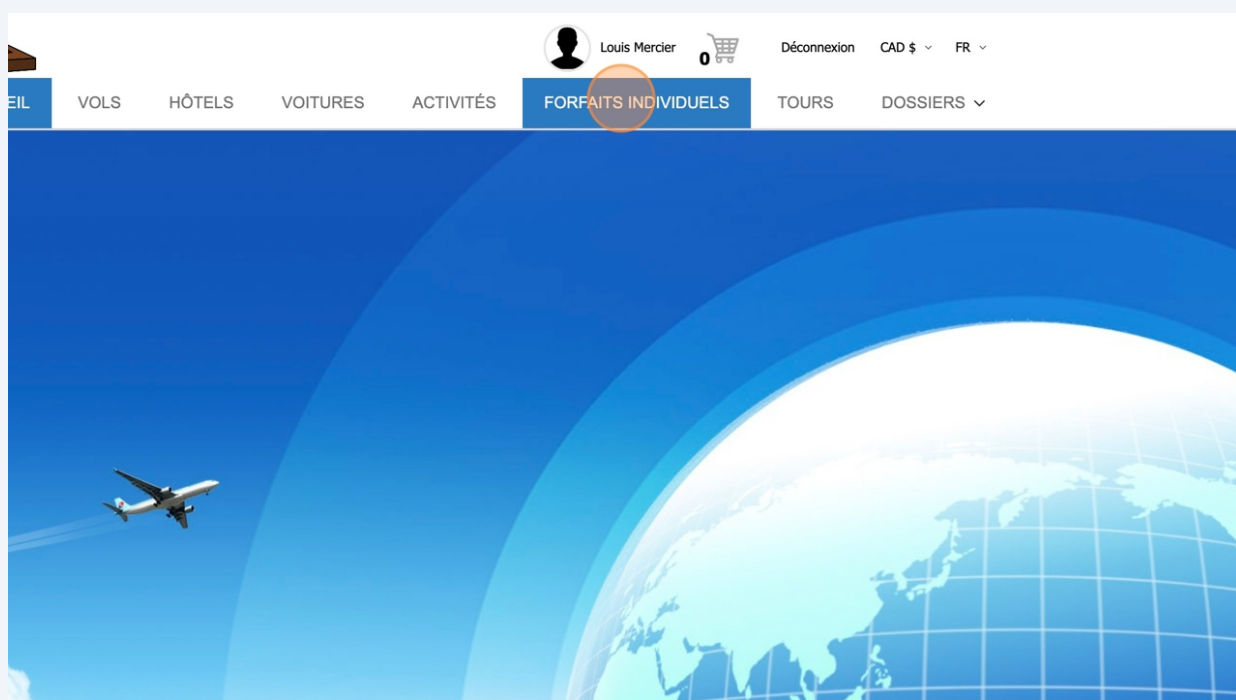 Louis Mercier 0 Déconnexion CAD $ FR
EIL VOLS HÔTELS VOITURES ACTIVITÉS FORFAITS INDIVIDUELS TOURS DOSSIERS